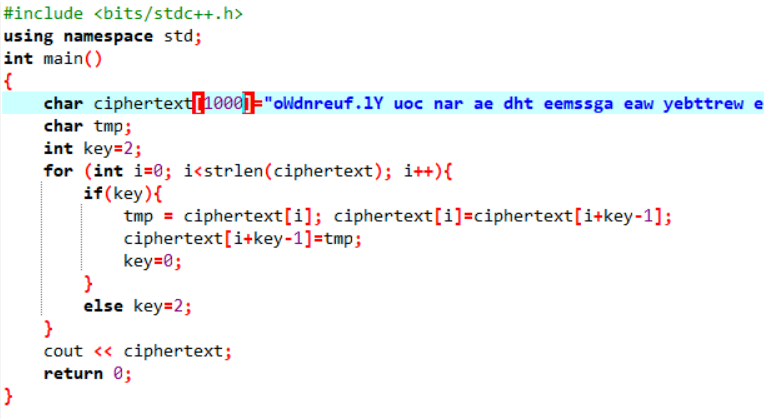 #include <bits/stdc++.h>
using namespace std;
int main()
{
    char ciphertext[1000]="oWdnreuf.lY uoc nar ae dht eemssga eaw yebttrew e
    char tmp;
    int key=2;
    for (int i=0; i<strlen(ciphertext); i++){
        if(key){
            tmp = ciphertext[i]; ciphertext[i]=ciphertext[i+key-1];
            ciphertext[i+key-1]=tmp;
            key=0;
        }
        else key=2;
    }
    cout << ciphertext;
    return 0;
}